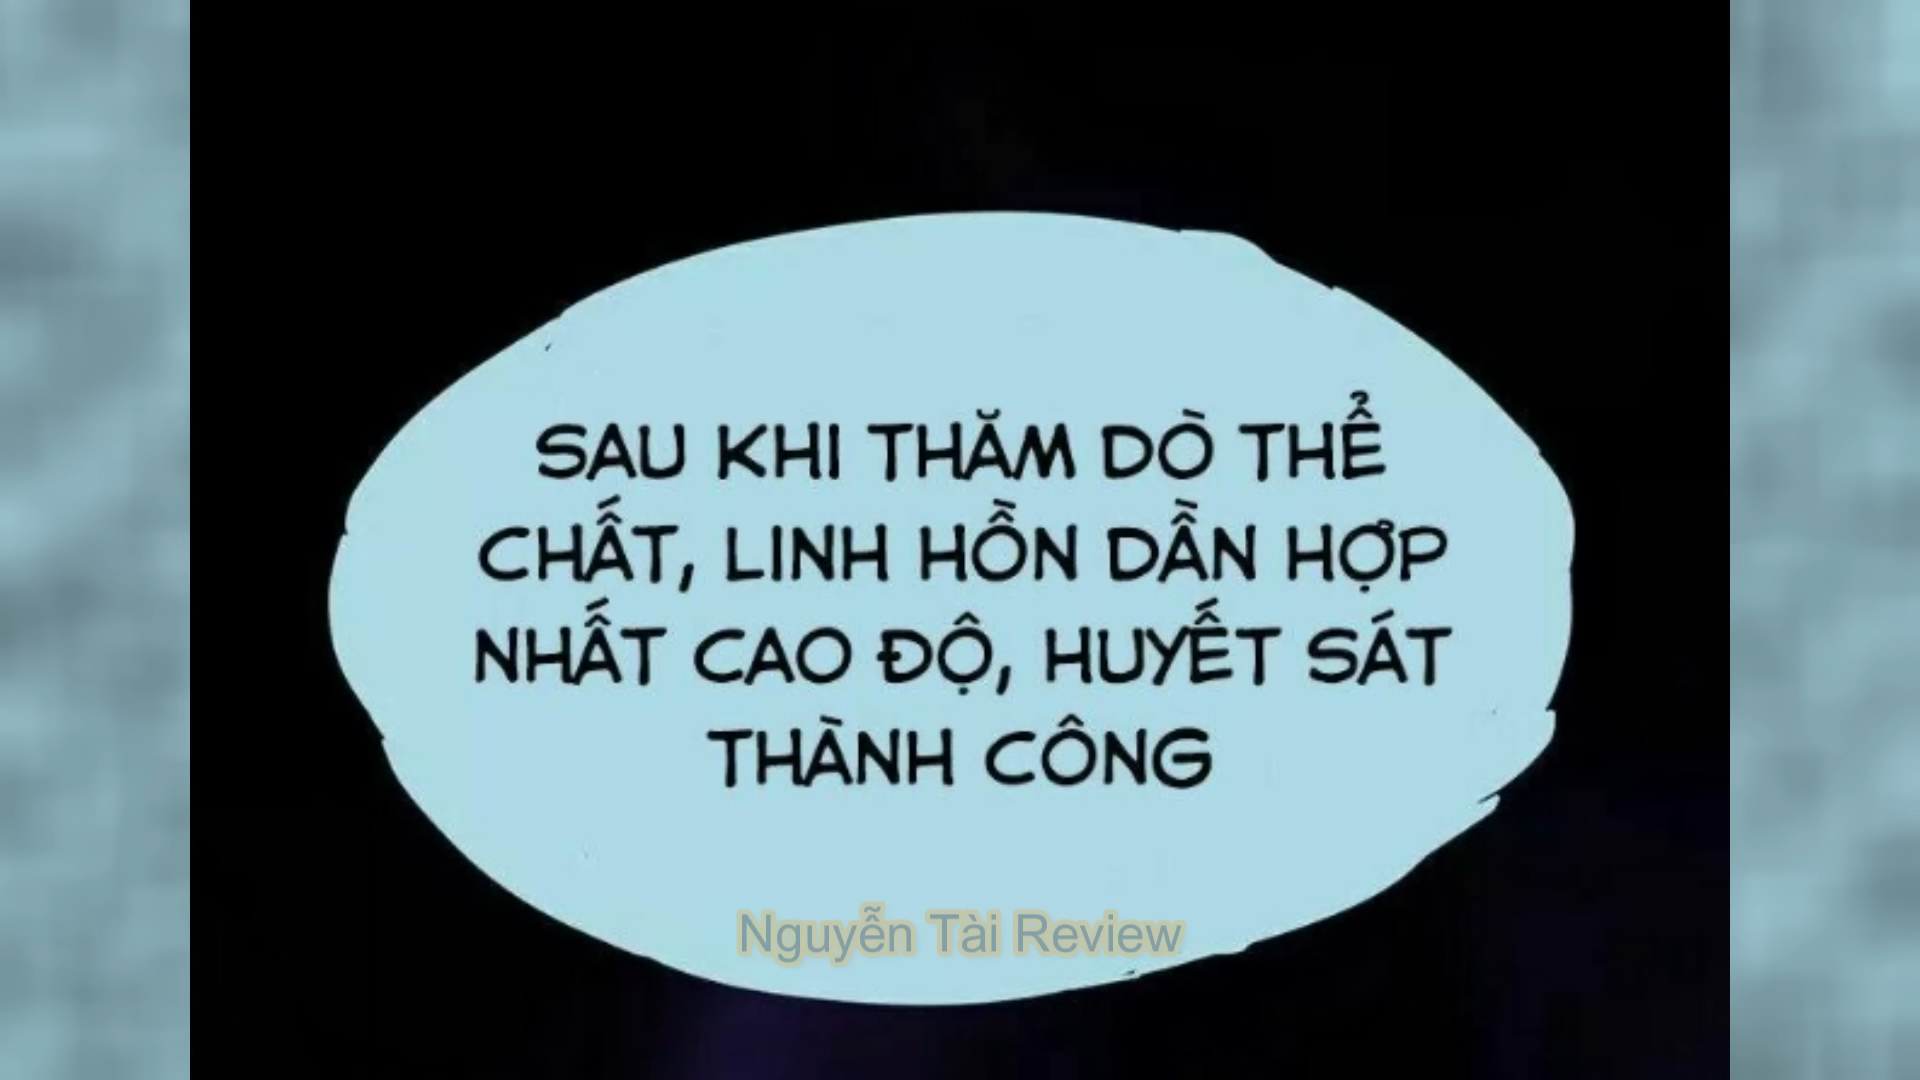 SAU KHI THĂM DÒ THỂ
CHẤT, LINH HỒN DẦN HỢP
NHẤT CAO ĐỘ, HUYẾT SÁT
THÀNH CÔNG
Nguyễn Tài Review